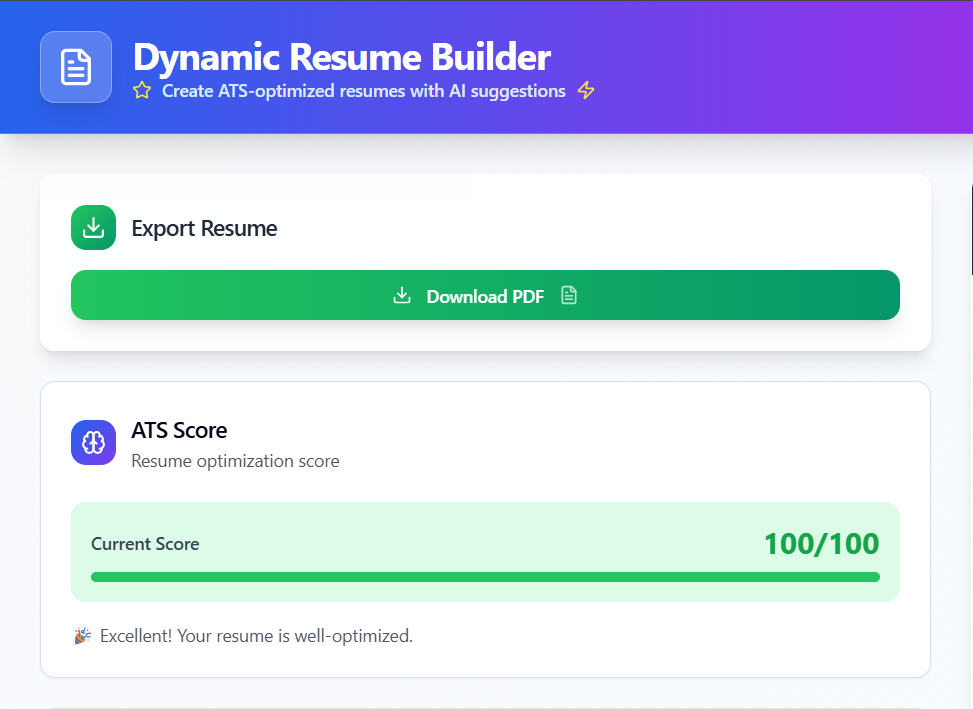 Dynamic Resume Builder
Create ATS-optimized resumes with AI suggestions
Export Resume
Download PDF
ATS Score
Resume optimization score
Current Score 100/100
🎉 Excellent! Your resume is well-optimized.